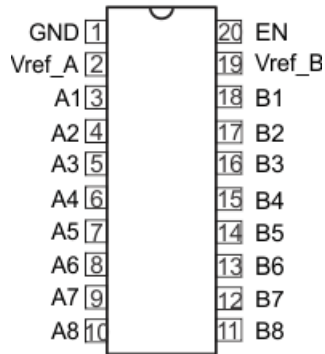 GND 1 20 EN
Vref_A 2 19 Vref_B
A1 3 18 B1
A2 4 17 B2
A3 5 16 B3
A4 6 15 B4
A5 7 14 B5
A6 8 13 B6
A7 9 12 B7
A8 10 11 B8